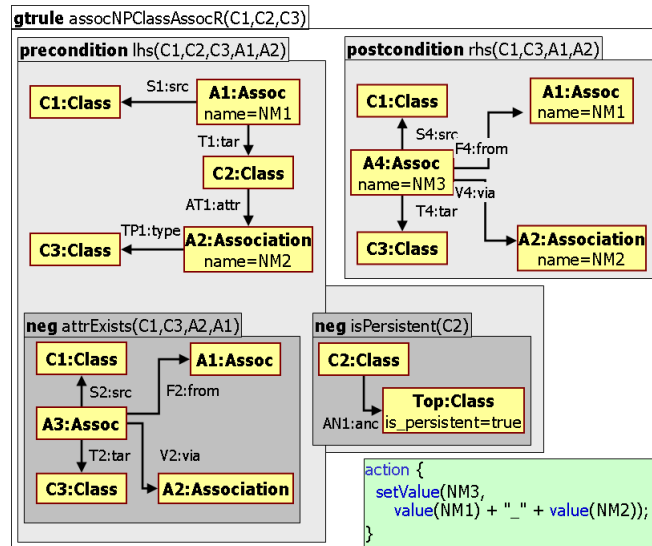 gtrule assocNPClassAssocR(C1,C2,C3)
precondition lhs(C1,C2,C3,A1,A2)
C1:Class
S1:src
A1:Assoc
name=NM1
T1:tar
C2:Class
AT1:attr
C3:Class
TP1:type
A2:Association
name=NM2
postcondition rhs(C1,C3,A1,A2)
C1:Class
A1:Assoc
name=NM1
S4:src
F4:from
A4:Assoc
name=NM3
V4:via
T4:tar
C3:Class
A2:Association
name=NM2
neg attrExists(C1,C3,A2,A1)
C1:Class
A1:Assoc
S2:src
F2:from
A3:Assoc
T2:tar
V2:via
C3:Class
A2:Association
neg isPersistent(C2)
C2:Class
AN1:anc
Top:Class
is_persistent=true
action {
setValue(NM3,
value(NM1) + "_" + value(NM2));
}